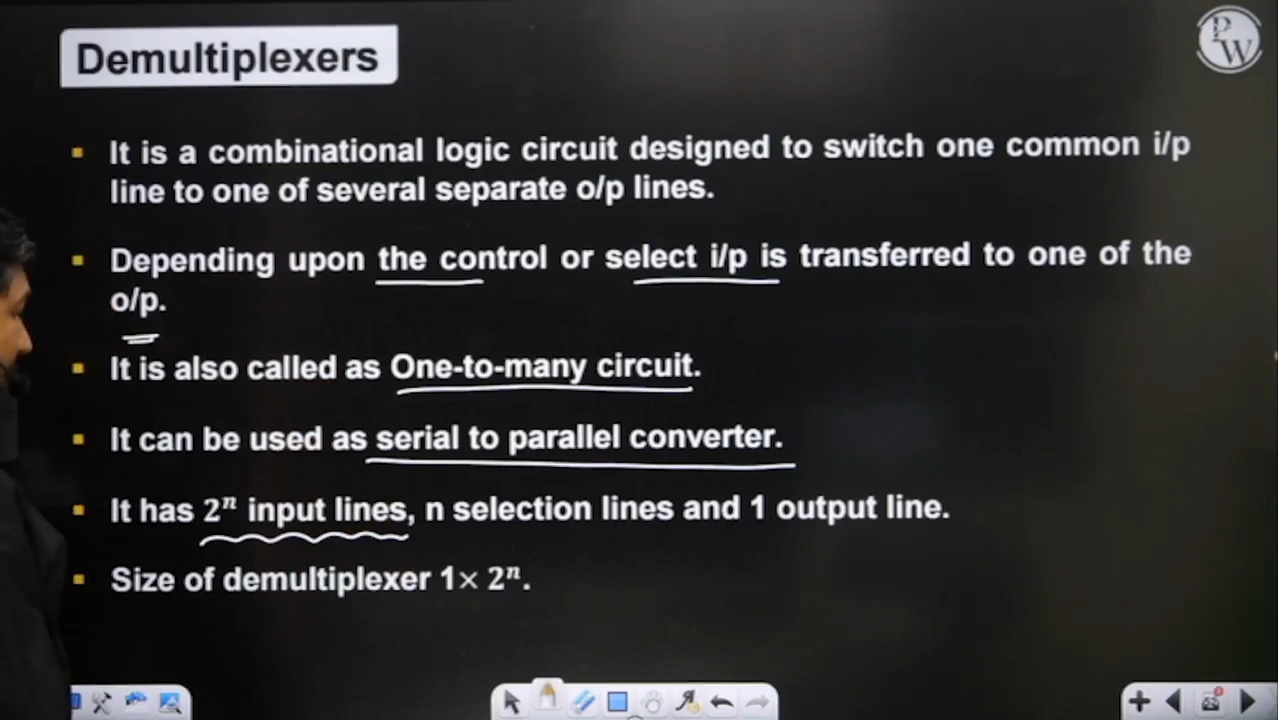 Demultiplexers
PW
It is a combinational logic circuit designed to switch one common i/p
line to one of several separate o/p lines.
Depending upon the control or select i/p is transferred to one of the
o/p.
It is also called as One-to-many circuit.
It can be used as serial to parallel converter.
It has 2ⁿ input lines, n selection lines and 1 output line.
Size of demultiplexer 1× 2ⁿ.